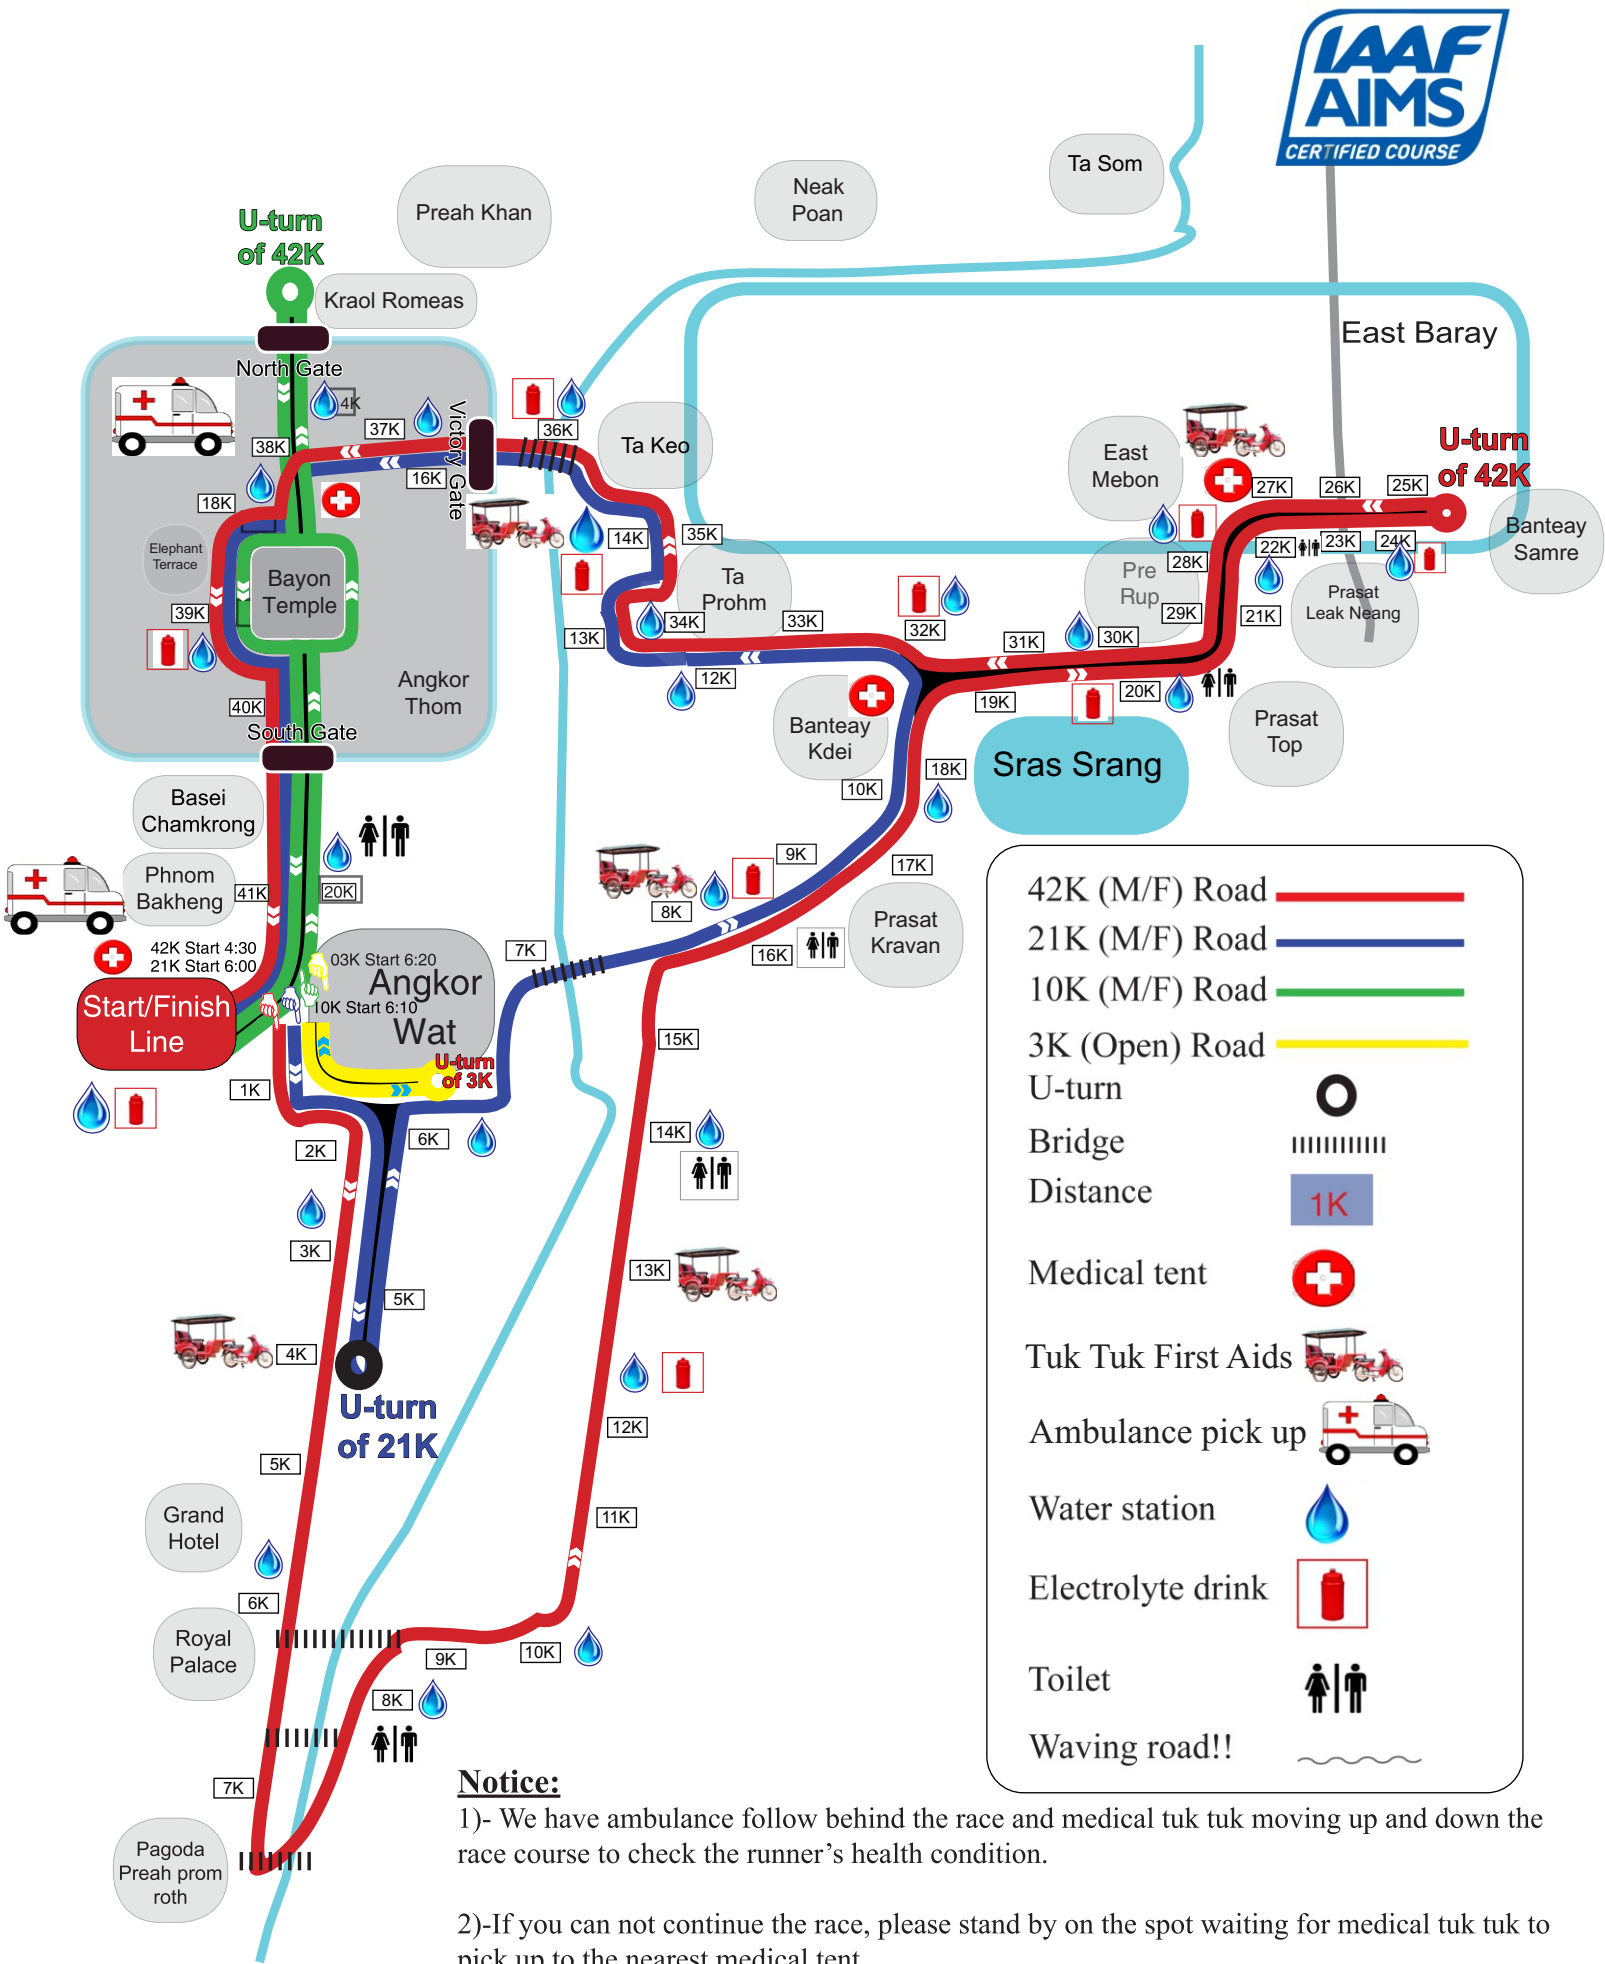 IAAF
AIMS
CERTIFIED COURSE
Ta Som
Neak
Poan
Preah Khan
U-turn
of 42K
Kraol Romeas
East Baray
North Gate
4K
37K
Victory Gate
36K
Ta Keo
East
Mebon
U-turn
of 42K
38K
16K
27K
26K
25K
18K
14K
35K
Banteay
Samre
22K
23K
24K
Elephant
Terrace
Bayon
Temple
Ta
Prohm
Pre
Rup
28K
Prasat
Leak Neang
39K
13K
34K
33K
32K
31K
30K
29K
21K
12K
Angkor
Thom
40K
South Gate
19K
20K
Banteay
Kdei
Prasat
Top
10K
18K
Sras Srang
Basei
Chamkrong
Phnom
Bakheng
41K
20K
9K
17K
8K
Prasat
Kravan
42K Start 4:30
21K Start 6:00
Start/Finish
Line
03K Start 6:20
Angkor
10K Start 6:10
Wat
U-turn
of 3K
7K
16K
15K
1K
2K
6K
14K
3K
5K
13K
4K
U-turn
of 21K
12K
5K
11K
Grand
Hotel
6K
Royal
Palace
9K
10K
8K
7K
Pagoda
Preah prom
roth
42K (M/F) Road
21K (M/F) Road
10K (M/F) Road
3K (Open) Road
U-turn
Bridge
Distance
1K
Medical tent
Tuk Tuk First Aids
Ambulance pick up
Water station
Electrolyte drink
Toilet
Waving road!!
Notice:
1)- We have ambulance follow behind the race and medical tuk tuk moving up and down the
race course to check the runner's health condition.
2)-If you can not continue the race, please stand by on the spot waiting for medical tuk tuk to
pick up to the nearest medical tent